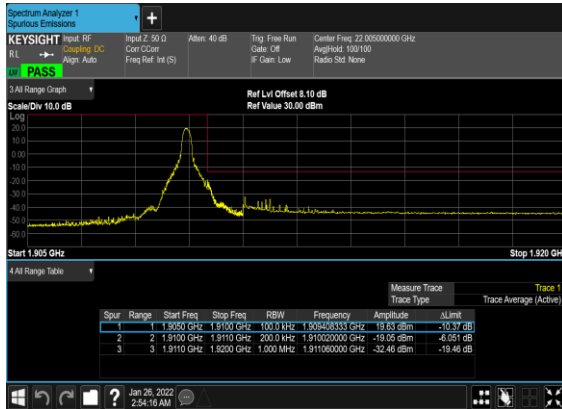 Spectrum Analyzer 1
Spurious Emissions
KEYSIGHT Input: RF Input Z: 50 Ω Atten: 40 dB Trig: Free Run Center Freq: 22.005000000 GHz
RL Coupling: DC Corr CCorr Gate: Off Avg|Hold: 100/100
Align: Auto Freq Ref: Int (S) IF Gain: Low Radio Std: None
PASS
3 All Range Graph
Ref Lvl Offset 8.10 dB
Scale/Div 10.0 dB Ref Value 30.00 dBm
Log
20.0
10.0
0.00
-10.0
-20.0
-30.0
-40.0
-50.0
-60.0
Start 1.905 GHz Stop 1.920 GH
4 All Range Table
Measure Trace Trace 1
Trace Type Trace Average (Active)
Spur Range Start Freq Stop Freq RBW Frequency Amplitude ΔLimit
1 1 1.9050 GHz 1.9100 GHz 100.0 kHz 1.909408333 GHz 19.63 dBm -10.37 dB
2 2 1.9100 GHz 1.9110 GHz 200.0 kHz 1.910020000 GHz -19.05 dBm -6.051 dB
3 3 1.9110 GHz 1.9200 GHz 1.000 MHz 1.911060000 GHz -32.46 dBm -19.46 dB
Jan 26, 2022
2:54:16 AM